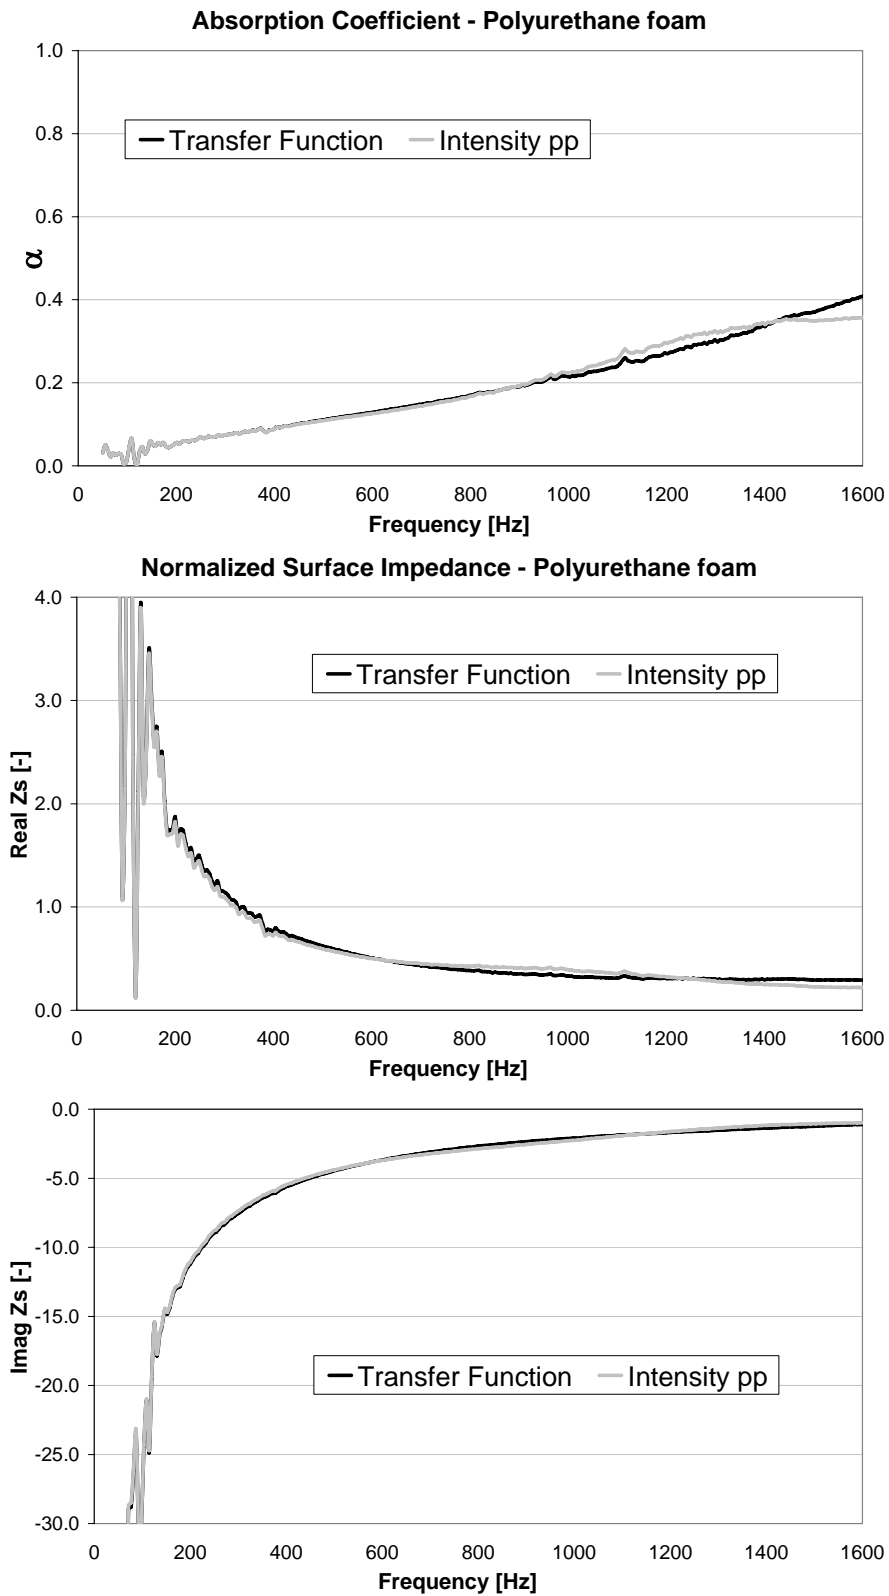 Absorption Coefficient - Polyurethane foam
1.0
0.8
Transfer Function Intensity pp
0.6
α
0.4
0.2
0.0
0 200 400 600 800 1000 1200 1400 1600
Frequency [Hz]
Normalized Surface Impedance - Polyurethane foam
4.0
Transfer Function Intensity pp
3.0
Real Zs [-]
2.0
1.0
0.0
0 200 400 600 800 1000 1200 1400 1600
Frequency [Hz]
0.0
-5.0
-10.0
Imag Zs [-]
-15.0
Transfer Function Intensity pp
-20.0
-25.0
-30.0
0 200 400 600 800 1000 1200 1400 1600
Frequency [Hz]